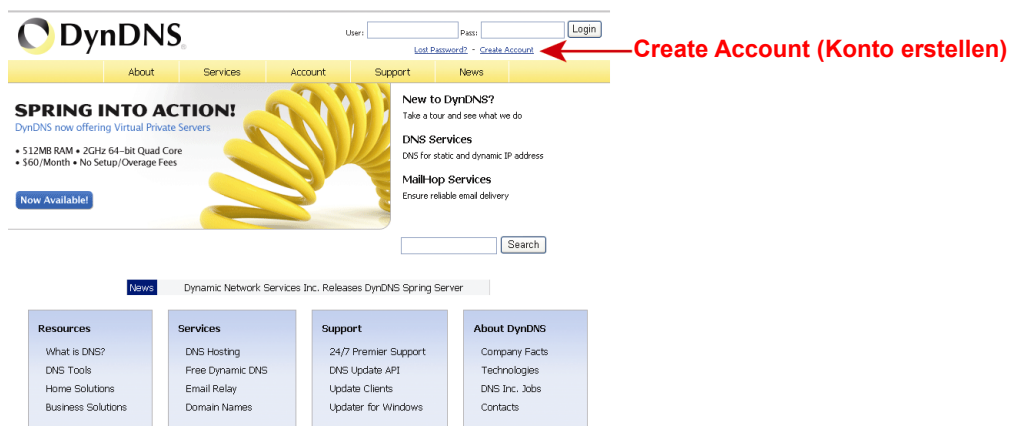 DynDNS
User:
Pass:
Login
Lost Password? - Create Account
Create Account (Konto erstellen)
About
Services
Account
Support
News
SPRING INTO ACTION!
DynDNS now offering Virtual Private Servers
• 512MB RAM • 2GHz 64-bit Quad Core
• $60/Month • No Setup/Overage Fees
Now Available!
New to DynDNS?
Take a tour and see what we do
DNS Services
DNS for static and dynamic IP address
MailHop Services
Ensure reliable email delivery
Search
News
Dynamic Network Services Inc. Releases DynDNS Spring Server
Resources
What is DNS?
DNS Tools
Home Solutions
Business Solutions
Services
DNS Hosting
Free Dynamic DNS
Email Relay
Domain Names
Support
24/7 Premier Support
DNS Update API
Update Clients
Updater for Windows
About DynDNS
Company Facts
Technologies
DNS Inc. Jobs
Contacts